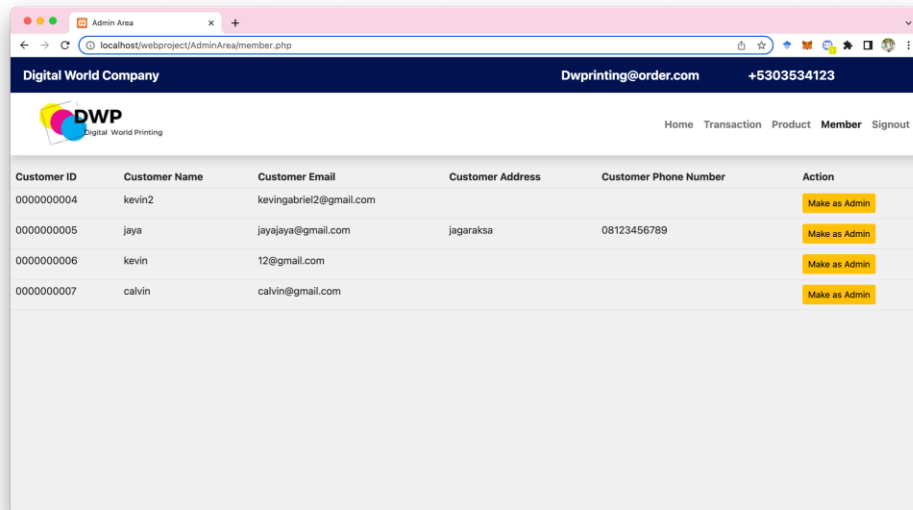 Admin Area
localhost/webproject/AdminArea/member.php
Digital World Company Dwprinting@order.com +5303534123
DWP
Digital World Printing
Home Transaction Product Member Signout
Customer ID Customer Name Customer Email Customer Address Customer Phone Number Action
0000000004 kevin2 kevingabriel2@gmail.com Make as Admin
0000000005 jaya jayajaya@gmail.com jagaraksa 08123456789 Make as Admin
0000000006 kevin 12@gmail.com Make as Admin
0000000007 calvin calvin@gmail.com Make as Admin